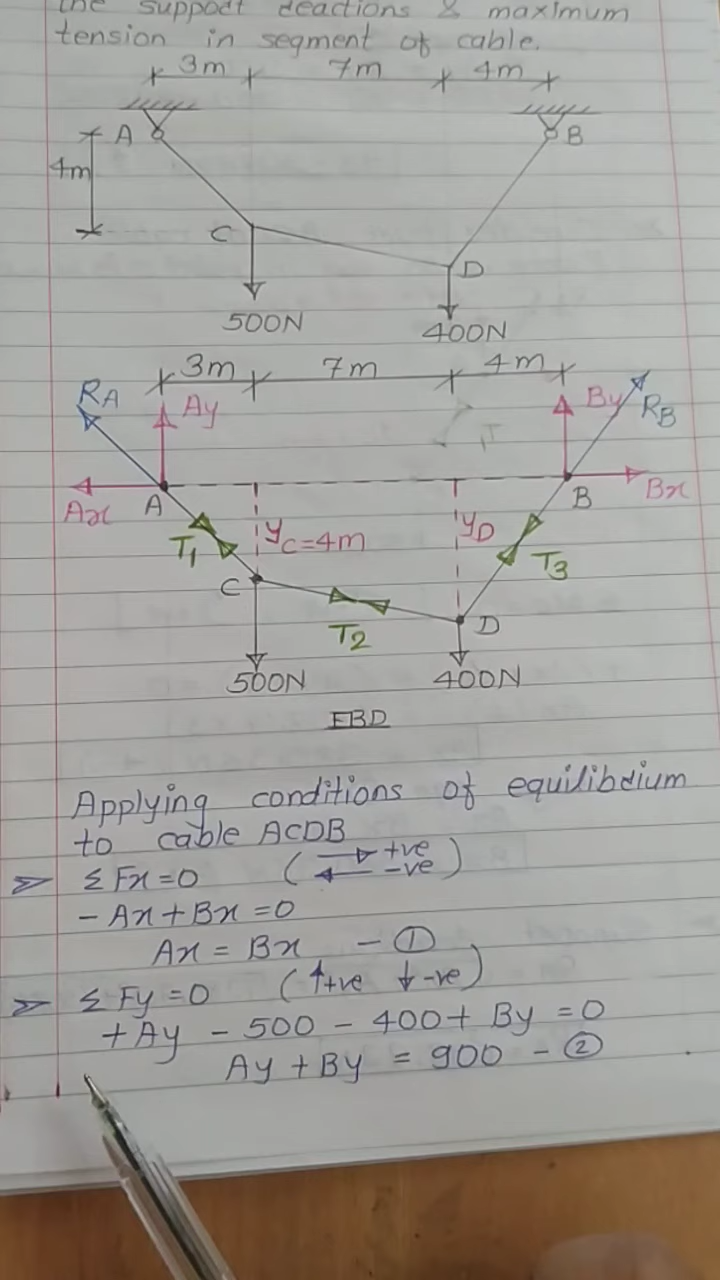 the support reactions & maximum
tension in segment of cable.
3m 7m 4m
A B
4m
C
D
500N
400N
3m 7m 4m
RA Ay By RB
Ax A B Bx
T1 yC=4m yD T3
C
T2 D
500N 400N
FBD
Applying conditions of equilibrium
to cable ACDB
⇒ ΣFx=0 (→+ve ←-ve)
-Ax+Bx=0
Ax = Bx - ①
⇒ ΣFy=0 (↑+ve ↓-ve)
+Ay - 500 - 400 + By = 0
Ay + By = 900 - ②